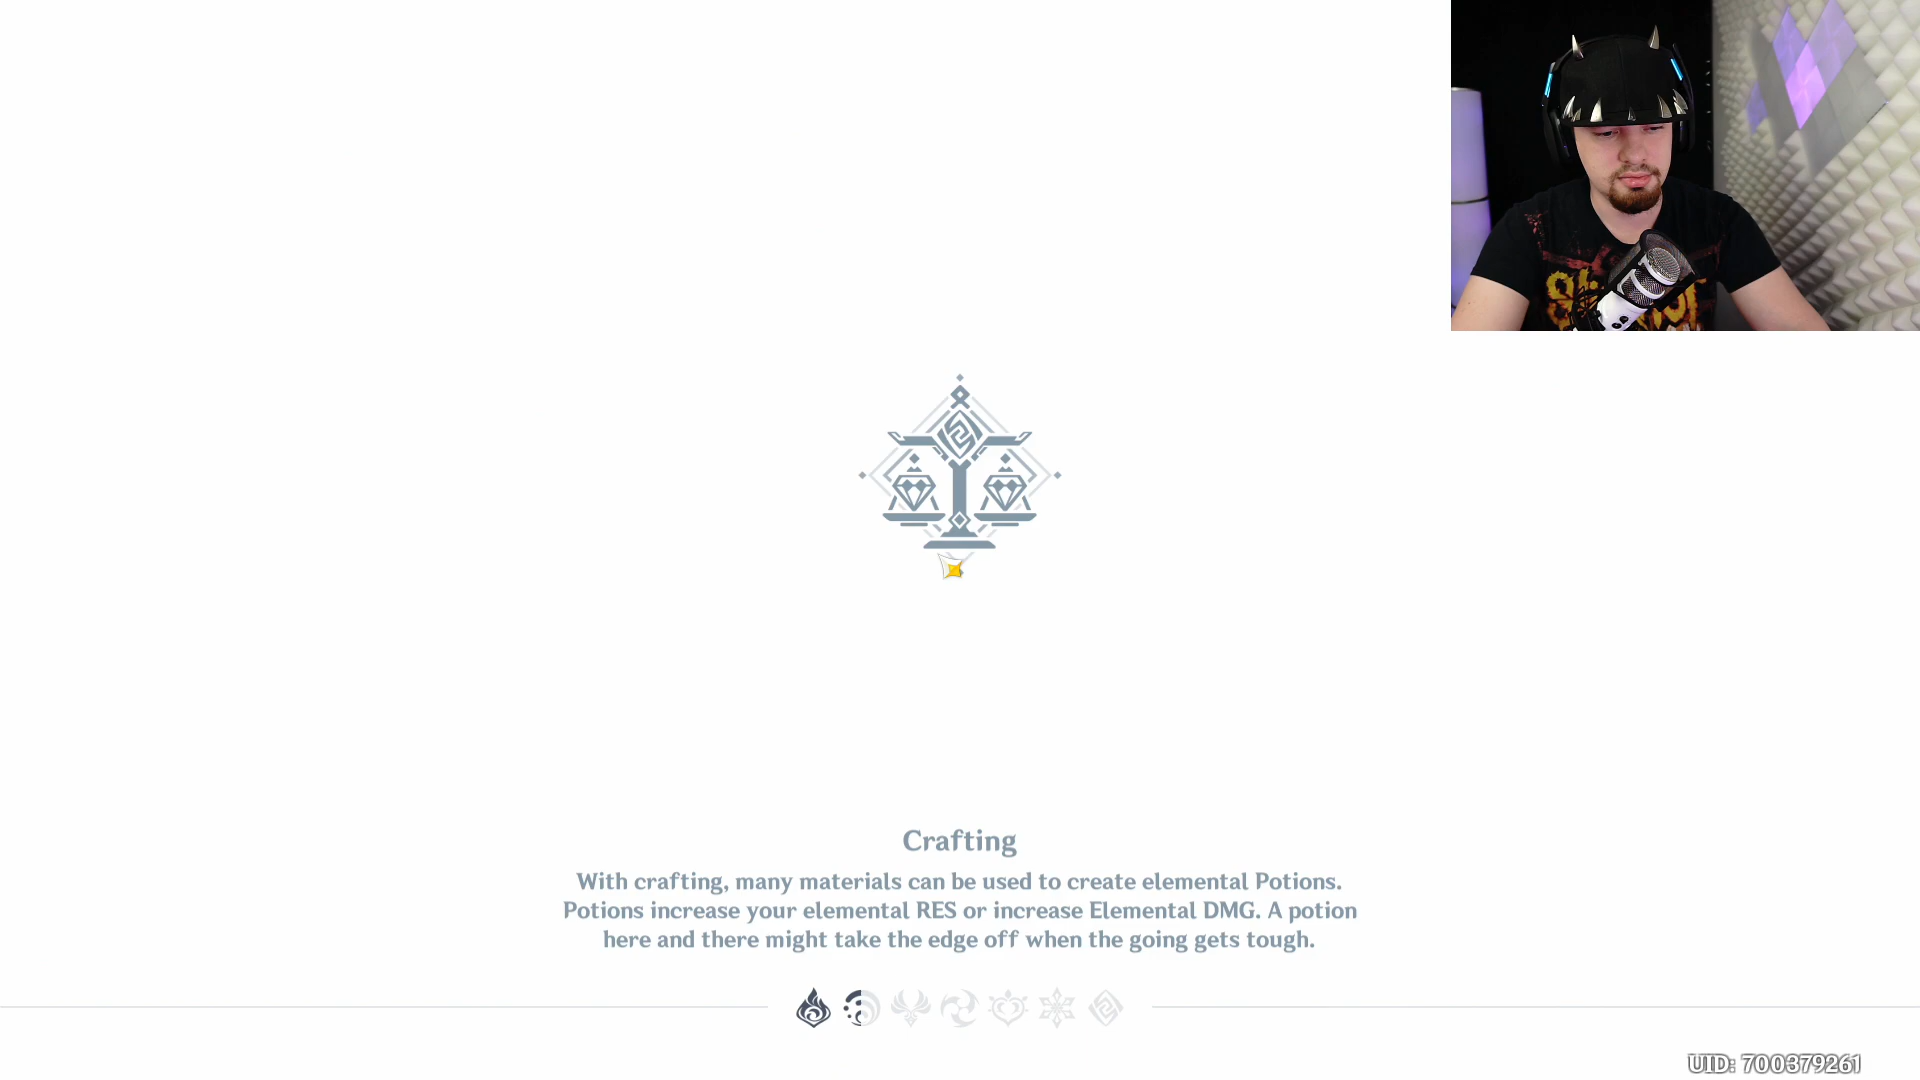 Crafting
With crafting, many materials can be used to create elemental Potions.
Potions increase your elemental RES or increase Elemental DMG. A potion
here and there might take the edge off when the going gets tough.
UID: 700379261